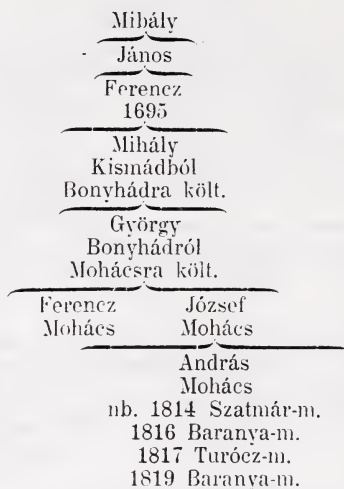 Mihály
János
Ferencz
1695
Mihály
Kismádból
Bonyhádra költ.
György
Bonyhádról
Mohácsra költ.
Ferencz József
Mohács Mohács
András
Mohács
nb. 1814 Szatmár-m.
1816 Baranya-m.
1817 Turócz-m.
1819 Baranya-m.